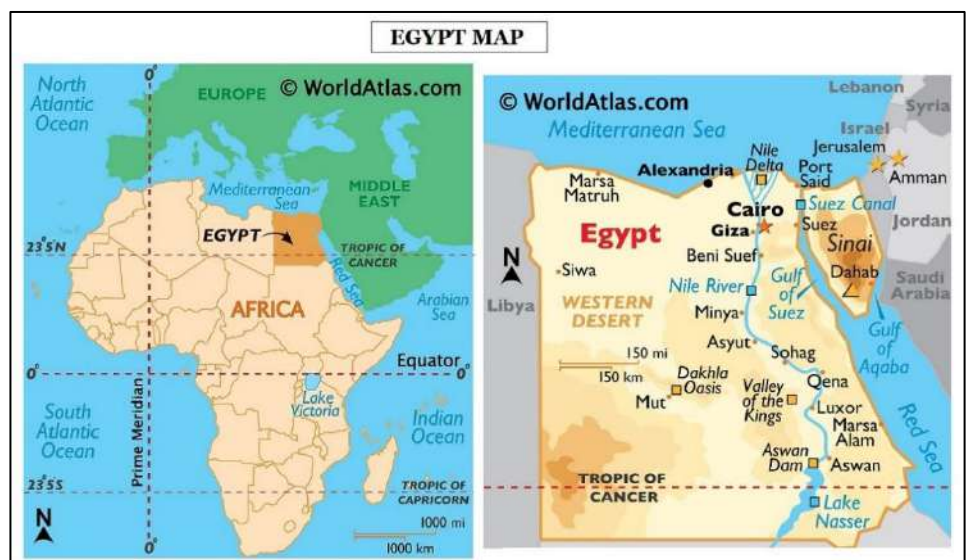 EGYPT MAP
© WorldAtlas.com
0°
North
Atlantic
Ocean
EUROPE
Mediterranean
Sea
MIDDLE
EAST
EGYPT
TROPIC OF
CANCER
23.5N
Red Sea
AFRICA
Arabian
Sea
Equator
0°
0°
Lake
Victoria
Prime Meridian
South
Atlantic
Ocean
Indian
Ocean
23.5S
TROPIC OF
CAPRICORN
N
1000 mi
1000 km
0°
© WorldAtlas.com
Mediterranean Sea
Lebanon
Syria
Israel
Jerusalem
Amman
Jordan
Saudi
Arabia
Nile
Delta
Port
Said
Alexandria
Marsa
Matruh
Suez Canal
Cairo
Giza
Suez
Sinai
Egypt
Beni Suef
Dahab
Siwa
N
Libya
Nile River
Gulf
of
Suez
WESTERN
DESERT
Minya
Gulf
of
Aqaba
Asyut
Sohag
150 mi
150 km
Dakhla
Oasis
Mut
Valley
of the
Kings
Qena
Luxor
Marsa
Alam
Red Sea
Aswan
Dam
Aswan
TROPIC OF
CANCER
Lake
Nasser